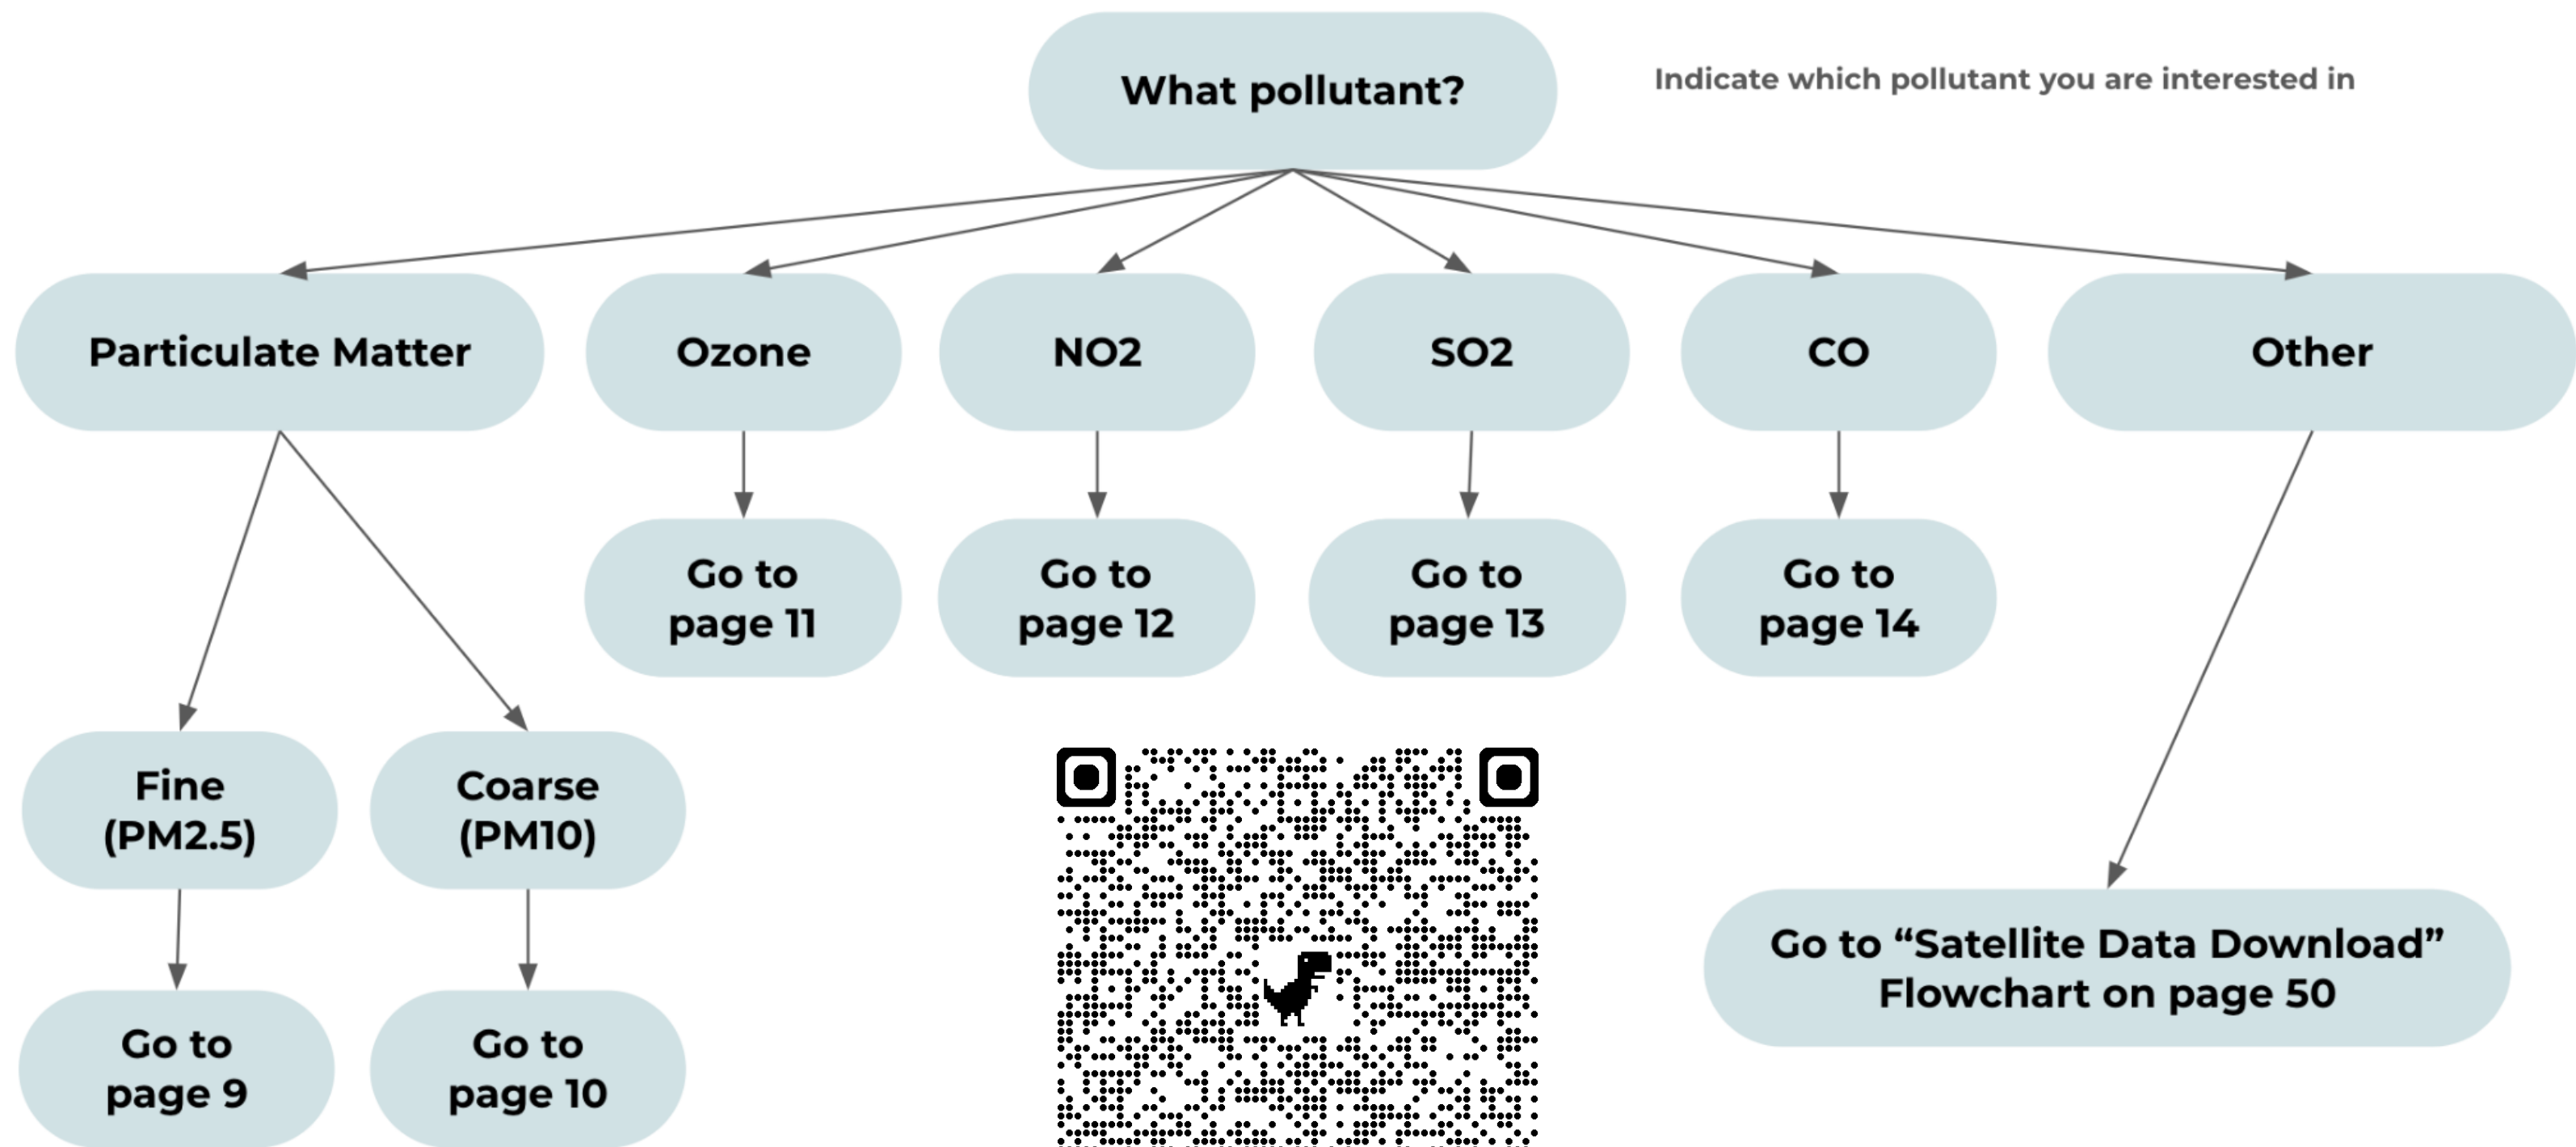 What pollutant?
Indicate which pollutant you are interested in
Particulate Matter
Ozone
NO2
SO2
CO
Other
Go to
page 11
Go to
page 12
Go to
page 13
Go to
page 14
Fine
(PM2.5)
Coarse
(PM10)
Go to “Satellite Data Download”
Flowchart on page 50
Go to
page 9
Go to
page 10